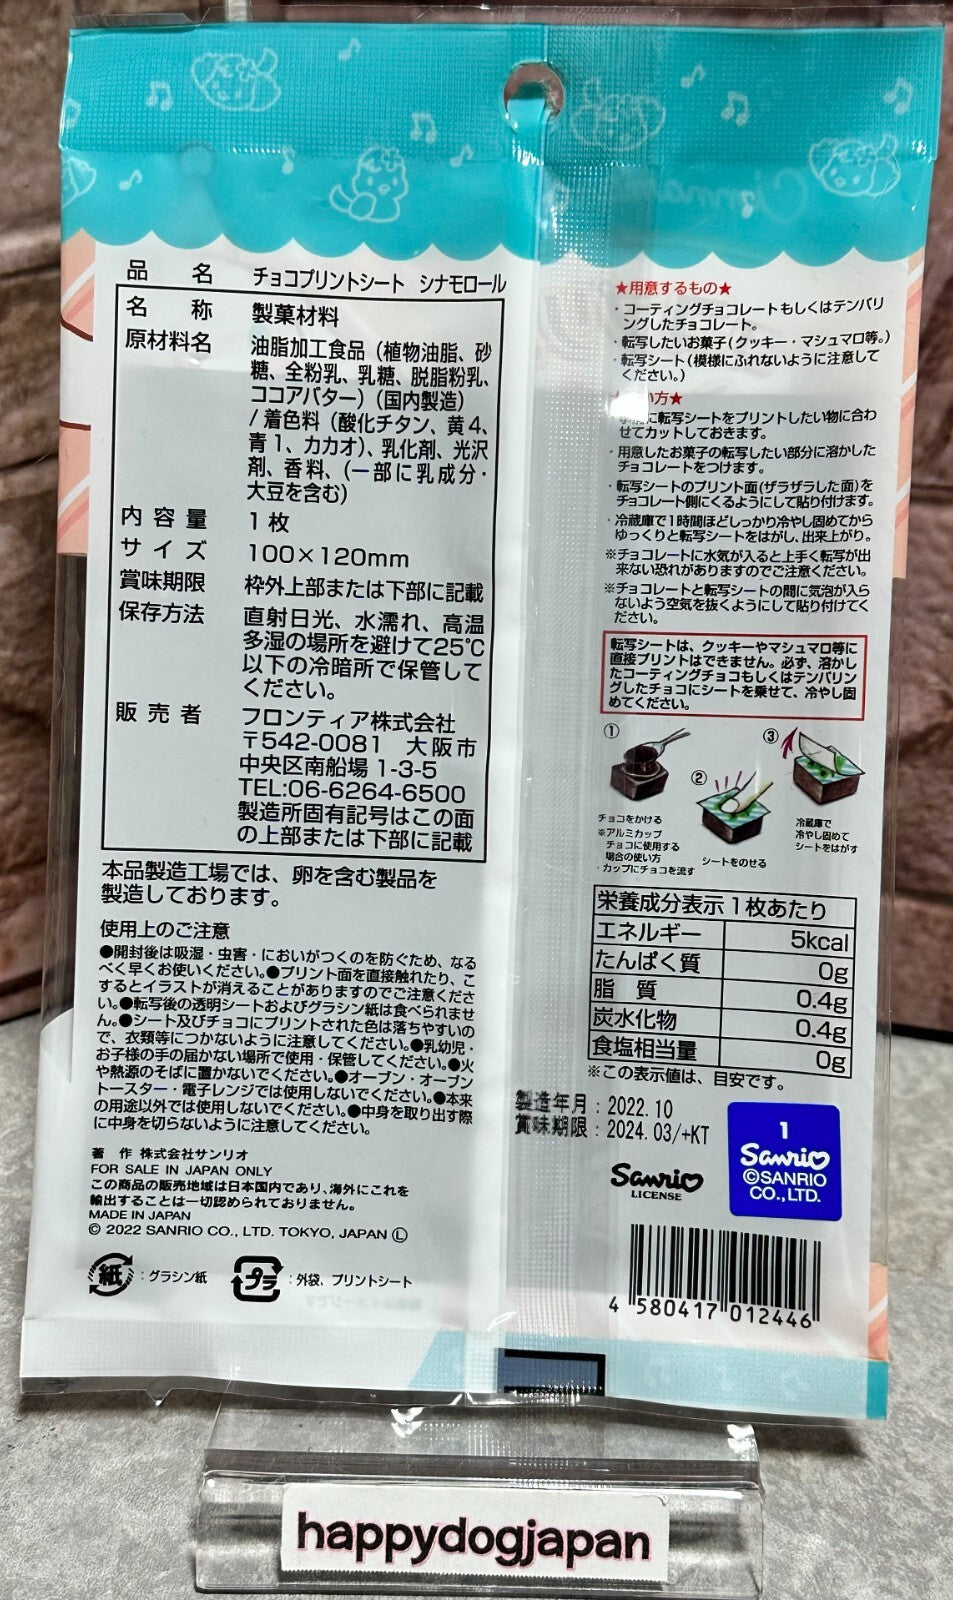 品名 チョコプリントシート シナモロール
名称 製菓材料
原材料名 油脂加工食品（植物油脂、砂
糖、全粉乳、乳糖、脱脂粉乳、
ココアバター）（国内製造）
/着色料（酸化チタン、黄4、
青1、カカオ）、乳化剤、光沢
剤、香料、（一部に乳成分・
大豆を含む）
内容量 1枚
サイズ 100×120mm
賞味期限 枠外上部または下部に記載
保存方法 直射日光、水濡れ、高温
多湿の場所を避けて25℃
以下の冷暗所で保管して
ください。
販売者 フロンティア株式会社
〒542-0081 大阪市
中央区南船場1-3-5
TEL:06-6264-6500
製造所固有記号はこの面
の上部または下部に記載
本品製造工場では、卵を含む製品を
製造しております。
使用上のご注意
●開封後は吸湿・虫害・においがつくのを防ぐため、なる
べく早くお使いください。●プリント面を直接触れたり、こ
するとイラストが消えることがありますのでご注意くださ
い。●転写後の透明シートおよびグラシン紙は食べられませ
ん。●シート及びチョコにプリントされた色は落ちやすいの
で、衣類等につかないように注意してください。●乳幼児・
お子様の手の届かない場所で使用・保管してください。●火
や熱源のそばに置かないでください。●オーブン・オーブン
トースター・電子レンジでは使用しないでください。●本来
の用途以外では使用しないでください。●中身を取り出す際
に中身を切らないように注意してください。
著作 株式会社サンリオ
FOR SALE IN JAPAN ONLY
この商品の販売地域は日本国内であり、海外にこれを
輸出することは一切認められておりません。
MADE IN JAPAN
© 2022 SANRIO CO., LTD. TOKYO, JAPAN Ⓛ
紙 :グラシン紙 プラ :外袋、プリントシート
★用意するもの★
・コーティングチョコレートもしくはテンパリ
ングしたチョコレート。
・転写したいお菓子(クッキー・マシュマロ等。)
・転写シート(模様にふれないように注意して
ください。)
い方★
に転写シートをプリントしたい物に合わ
せてカットしておきます。
・用意したお菓子の転写したい部分に溶かした
チョコレートをつけます。
・転写シートのプリント面(ザラザラした面)を
チョコレート側にくるようにして貼り付けます。
・冷蔵庫で1時間ほどしっかり冷やし固めてから
ゆっくりと転写シートをはがし、出来上がり。
※チョコレートに水気が入ると上手く転写が出
来ない恐れがありますのでご注意ください。
※チョコレートと転写シートの間に気泡が入ら
ないよう空気を抜くようにして貼り付けてく
ださい。
転写シートは、クッキーやマシュマロ等に
直接プリントはできません。必ず、溶かし
たコーティングチョコもしくはテンパリン
グしたチョコにシートを乗せて、冷やし固
めてください。
①
チョコをかける
※アルミカップ
チョコに使用する
場合の使い方
・カップにチョコを流す
②
シートをのせる
③
冷蔵庫で
冷やし固めて
シートをはがす
栄養成分表示 1枚あたり
エネルギー 5kcal
たんぱく質 0g
脂質 0.4g
炭水化物 0.4g
食塩相当量 0g
※この表示値は、目安です。
製造年月:2022.10
賞味期限:2024.03/+KT
Sanrio
LICENSE
1
Sanrio
©SANRIO
CO.,LTD.
4 580417 012446
happydogjapan